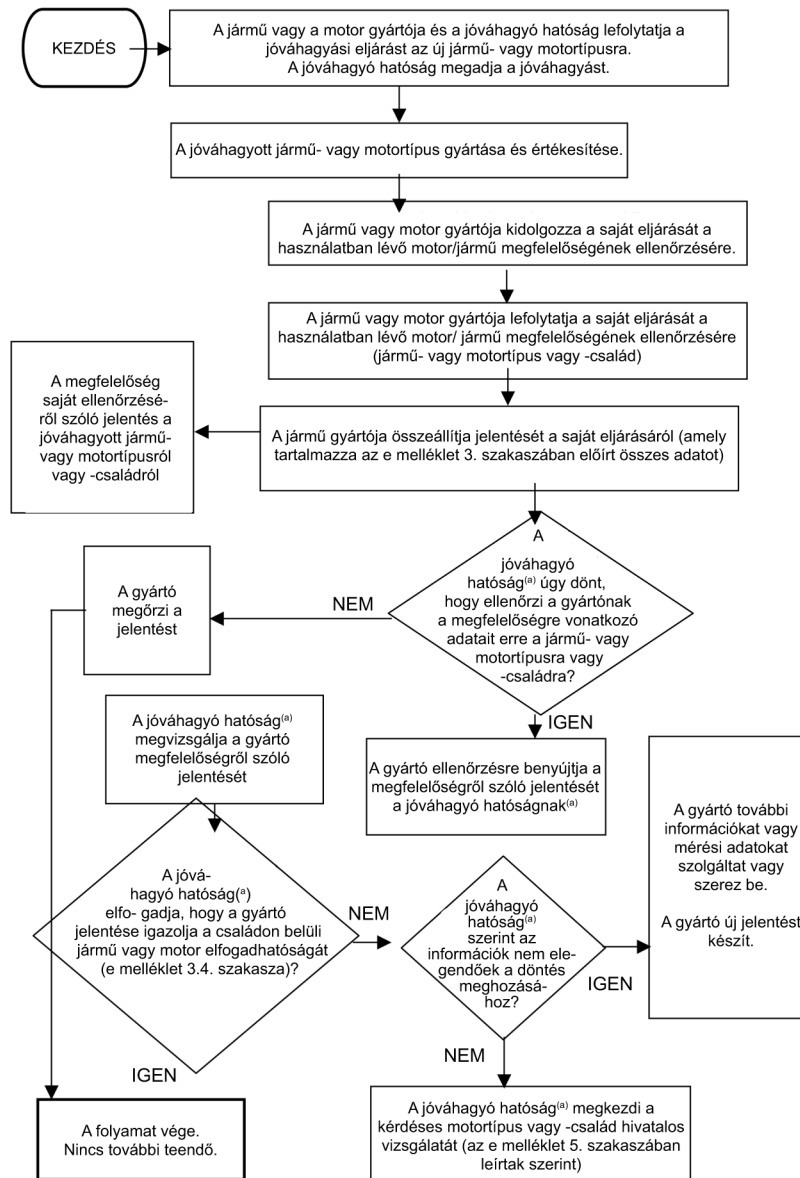 KEZDÉS
A jármű vagy a motor gyártója és a jóváhagyó hatóság lefolytatja a
jóváhagyási eljárást az új jármű- vagy motortípusra.
A jóváhagyó hatóság megadja a jóváhagyást.
A jóváhagyott jármű- vagy motortípus gyártása és értékesítése.
A jármű vagy motor gyártója kidolgozza a saját eljárását a
használatban lévő motor/jármű megfelelőségének ellenőrzésére.
A jármű vagy motor gyártója lefolytatja a saját eljárását a
használatban lévő motor/ jármű megfelelőségének ellenőrzésére
(jármű- vagy motortípus vagy -család)
A megfelelőség
saját ellenőrzésé-
ről szóló jelentés a
jóváhagyott jármű-
vagy motortípusról
vagy -családról
A jármű gyártója összeállítja jelentését a saját eljárásáról (amely
tartalmazza az e melléklet 3. szakaszában előírt összes adatot)
A
jóváhagyó
hatóság(a) úgy dönt,
hogy ellenőrzi a gyártónak
a megfelelőségre vonatkozó
adatait erre a jármű- vagy
motortípusra vagy
-családra?
NEM
A gyártó
megőrzi a
jelentést
IGEN
A jóváhagyó hatóság(a)
megvizsgálja a gyártó
megfelelőségről szóló
jelentését
A gyártó ellenőrzésre benyújtja a
megfelelőségről szóló jelentését
a jóváhagyó hatóságnak(a)
A gyártó további
információkat vagy
mérési adatokat
szolgáltat vagy
szerez be.
A gyártó új jelentést
készít.
A jóvá-
hagyó hatóság(a)
elfo- gadja, hogy a gyártó
jelentése igazolja a családon belüli
jármű vagy motor elfogadhatóságát
(e melléklet 3.4. szakasza)?
NEM
A
jóváhagyó
hatóság(a)
szerint az
információk nem ele-
gendőek a döntés
meghozásá-
hoz?
IGEN
NEM
IGEN
A folyamat vége.
Nincs további teendő.
A jóváhagyó hatóság(a) megkezdi a
kérdéses motortípus vagy -család hivatalos
vizsgálatát (az e melléklet 5. szakaszában
leírtak szerint)